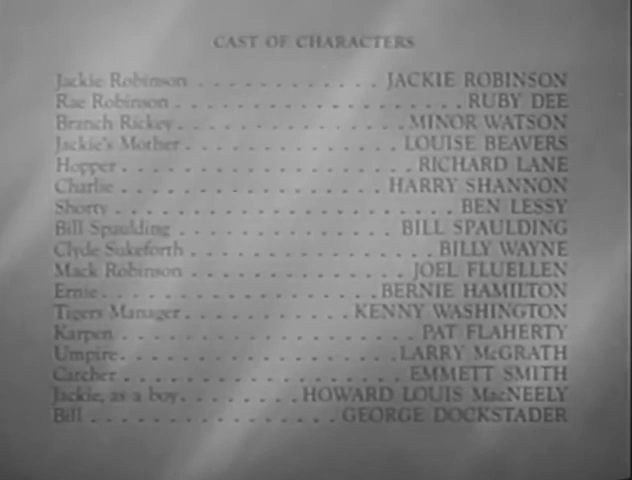 CAST OF CHARACTERS
Jackie Robinson . . . . . . . . . . . . . JACKIE ROBINSON
Rae Robinson . . . . . . . . . . . . . . . . . . . RUBY DEE
Branch Rickey. . . . . . . . . . . . . . . MINOR WATSON
Jackie's Mother . . . . . . . . . . . . . . LOUISE BEAVERS
Hopper . . . . . . . . . . . . . . . . . . . RICHARD LANE
Charlie . . . . . . . . . . . . . . . . . HARRY SHANNON
Shorty . . . . . . . . . . . . . . . . . . . . . . BEN LESSY
Bill Spaulding . . . . . . . . . . . . . . BILL SPAULDING
Clyde Sukeforth . . . . . . . . . . . . . . . BILLY WAYNE
Mack Robinson . . . . . . . . . . . . . . JOEL FLUELLEN
Ernie. . . . . . . . . . . . . . . . . . BERNIE HAMILTON
Tigers Manager. . . . . . . . . . . KENNY WASHINGTON
Karpen . . . . . . . . . . . . . . . . . . . PAT FLAHERTY
Umpire. . . . . . . . . . . . . . . . . . LARRY McGRATH
Catcher . . . . . . . . . . . . . . . . . . EMMETT SMITH
Jackie, as a boy. . . . . . . . HOWARD LOUIS MacNEELY
Bill . . . . . . . . . . . . . . . . . GEORGE DOCKSTADER